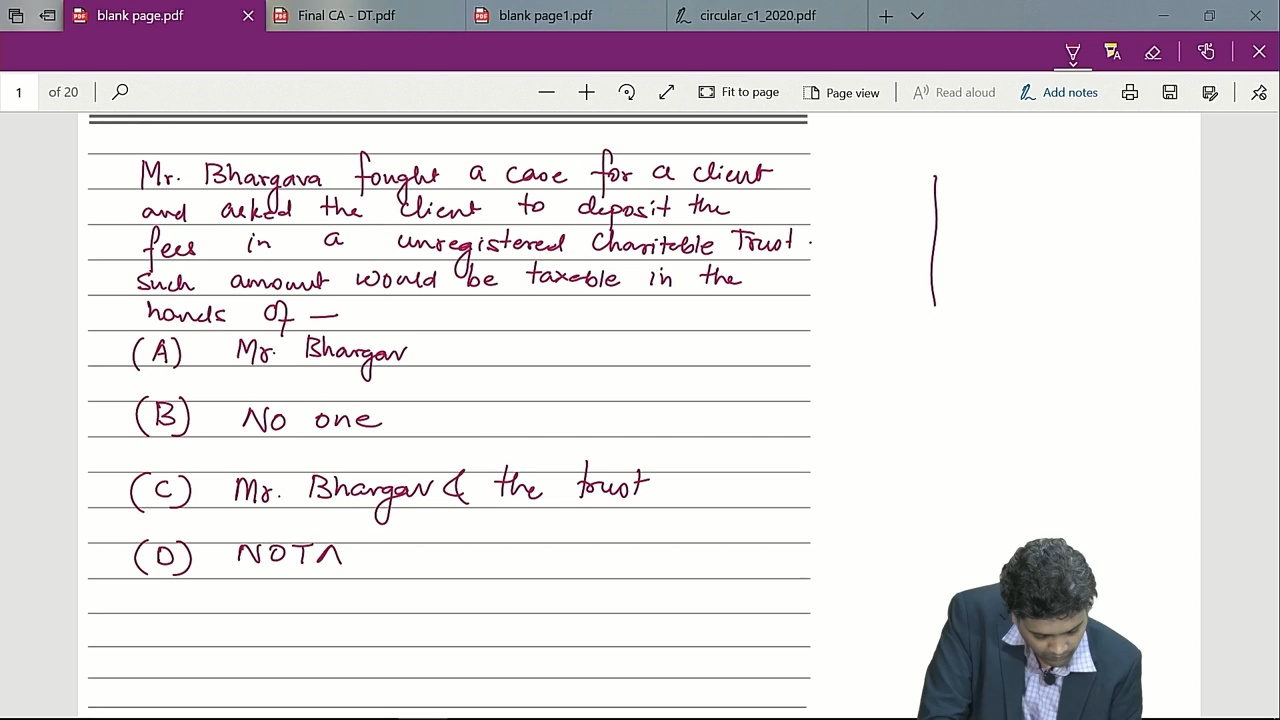 blank page.pdf
Final CA - DT.pdf
blank page1.pdf
circular_c1_2020.pdf
1 of 20
Fit to page
Page view
Read aloud
Add notes
Mr. Bhargava fought a case for a client
and asked the client to deposit the
fees in a unregistered Charitable Trust.
Such amount would be taxable in the
hands of —
(A) Mr. Bhargav
(B) No one
(C) Mr. Bhargav & the trust
(D) NOTA